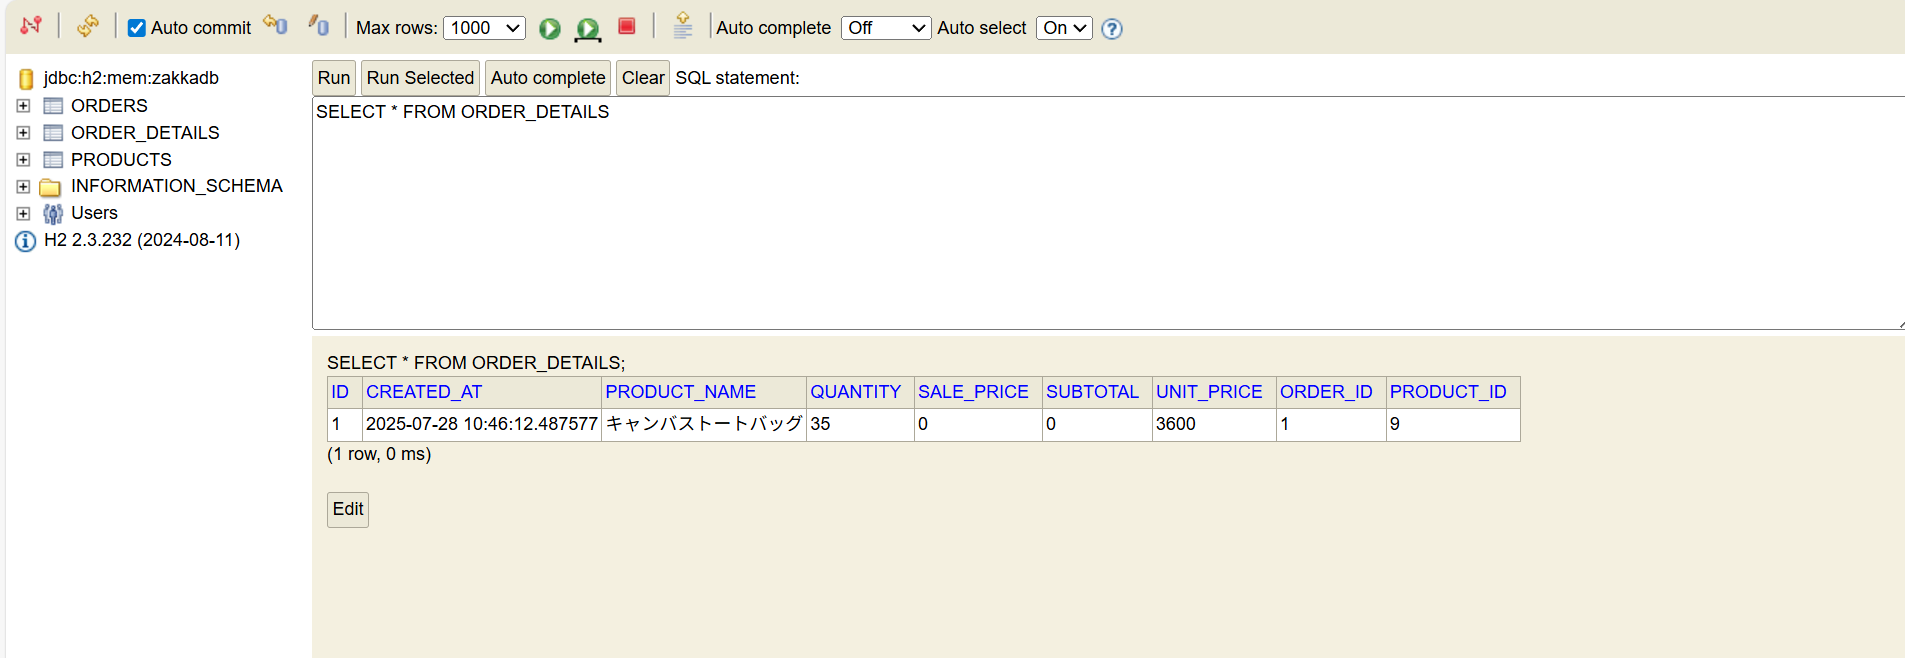 Auto commit Max rows: 1000 Auto complete Off Auto select On ?
jdbc:h2:mem:zakkadb
ORDERS
ORDER_DETAILS
PRODUCTS
INFORMATION_SCHEMA
Users
H2 2.3.232 (2024-08-11)
Run Run Selected Auto complete Clear SQL statement:
SELECT * FROM ORDER_DETAILS
SELECT * FROM ORDER_DETAILS;
ID CREATED_AT PRODUCT_NAME QUANTITY SALE_PRICE SUBTOTAL UNIT_PRICE ORDER_ID PRODUCT_ID
1 2025-07-28 10:46:12.487577 キャンバストートバッグ 35 0 0 3600 1 9
(1 row, 0 ms)
Edit